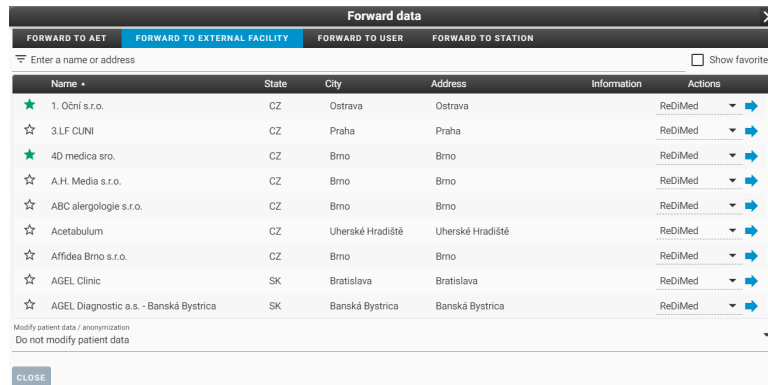 Forward data
FORWARD TO AET FORWARD TO EXTERNAL FACILITY FORWARD TO USER FORWARD TO STATION
Enter a name or address Show favorite
Name State City Address Information Actions
1. Oční s.r.o. CZ Ostrava Ostrava ReDiMed
3.LF CUNI CZ Praha Praha ReDiMed
4D medica sro. CZ Brno Brno ReDiMed
A.H. Media s.r.o. CZ Brno Brno ReDiMed
ABC alergologie s.r.o. CZ Brno Brno ReDiMed
Acetabulum CZ Uherské Hradiště Uherské Hradiště ReDiMed
Affidea Brno s.r.o. CZ Brno Brno ReDiMed
AGEL Clinic SK Bratislava Bratislava ReDiMed
AGEL Diagnostic a.s. - Banská Bystrica SK Banská Bystrica Banská Bystrica ReDiMed
Modify patient data / anonymization
Do not modify patient data
CLOSE